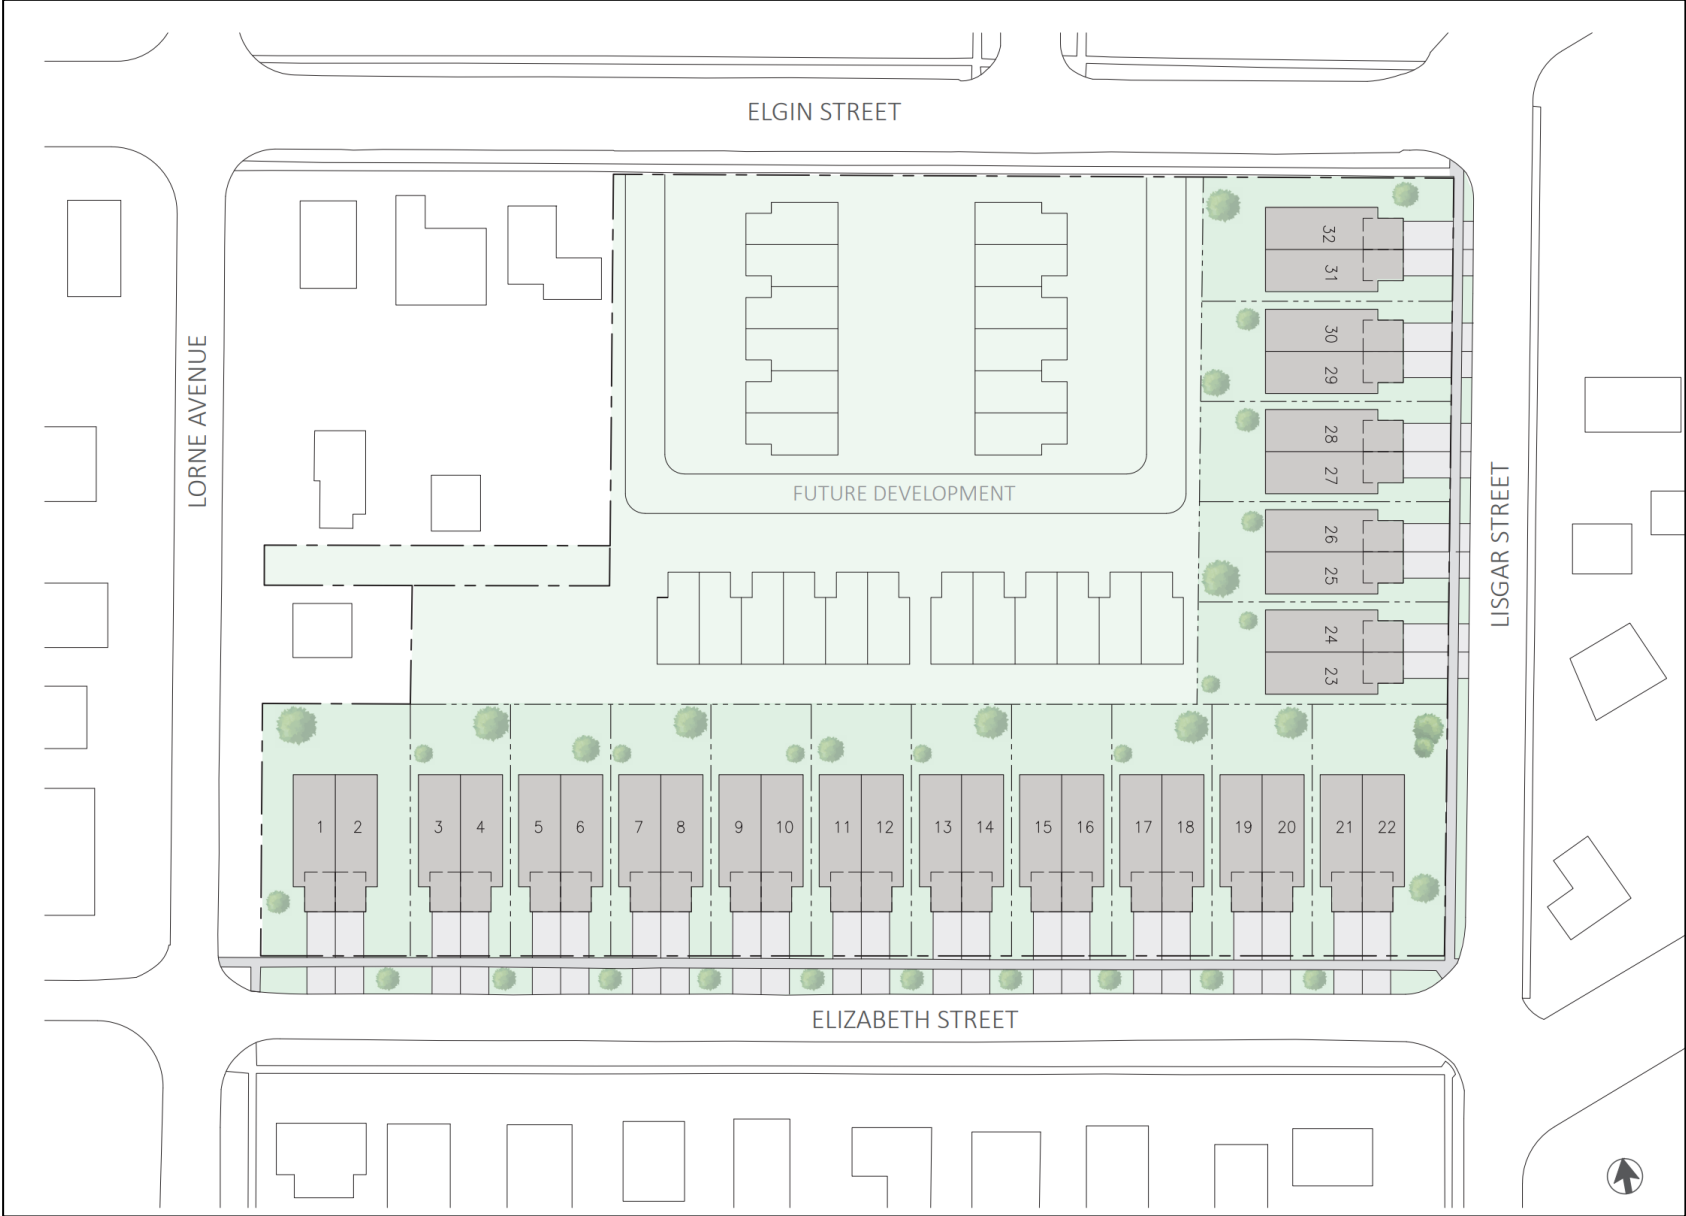 ELGIN STREET
32
31
30
29
LORNE AVENUE
28
27
FUTURE DEVELOPMENT
LISGAR STREET
26
25
24
23
1 2 3 4 5 6 7 8 9 10 11 12 13 14 15 16 17 18 19 20 21 22
ELIZABETH STREET